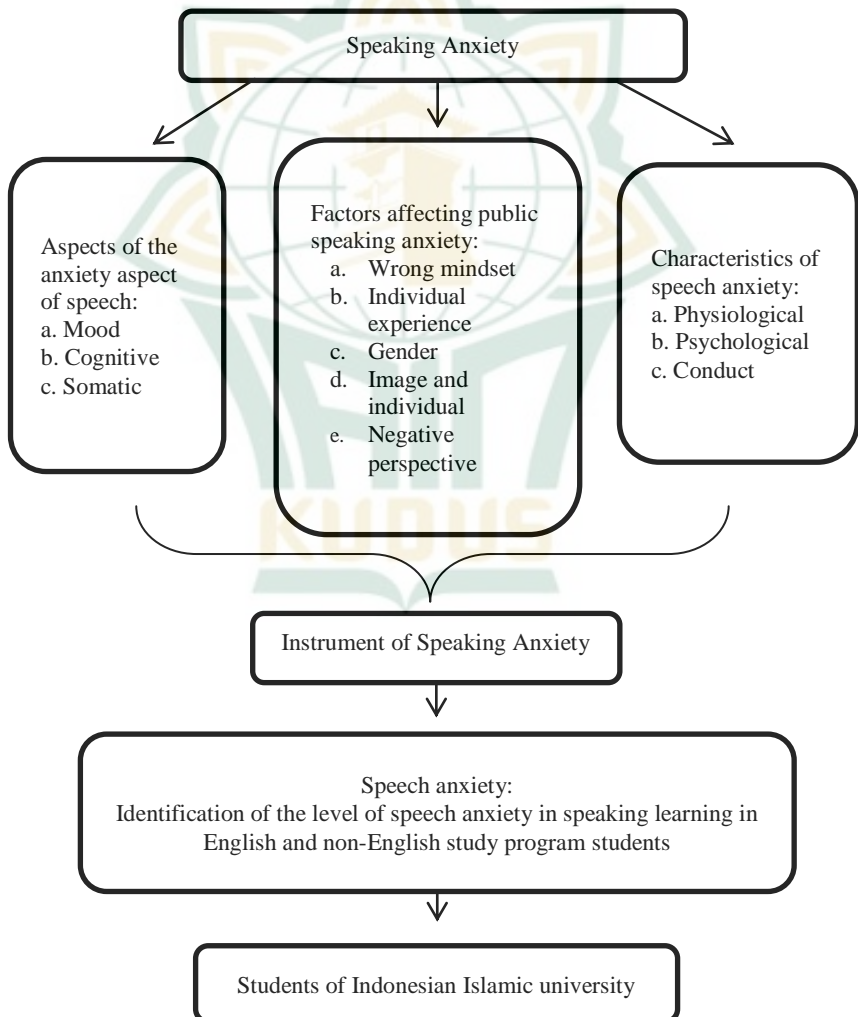 Speaking Anxiety
Aspects of the
anxiety aspect
of speech:
a. Mood
b. Cognitive
c. Somatic
Factors affecting public
speaking anxiety:
a. Wrong mindset
b. Individual
experience
c. Gender
d. Image and
individual
e. Negative
perspective
Characteristics of
speech anxiety:
a. Physiological
b. Psychological
c. Conduct
KUDUS
Instrument of Speaking Anxiety
Speech anxiety:
Identification of the level of speech anxiety in speaking learning in
English and non-English study program students
Students of Indonesian Islamic university